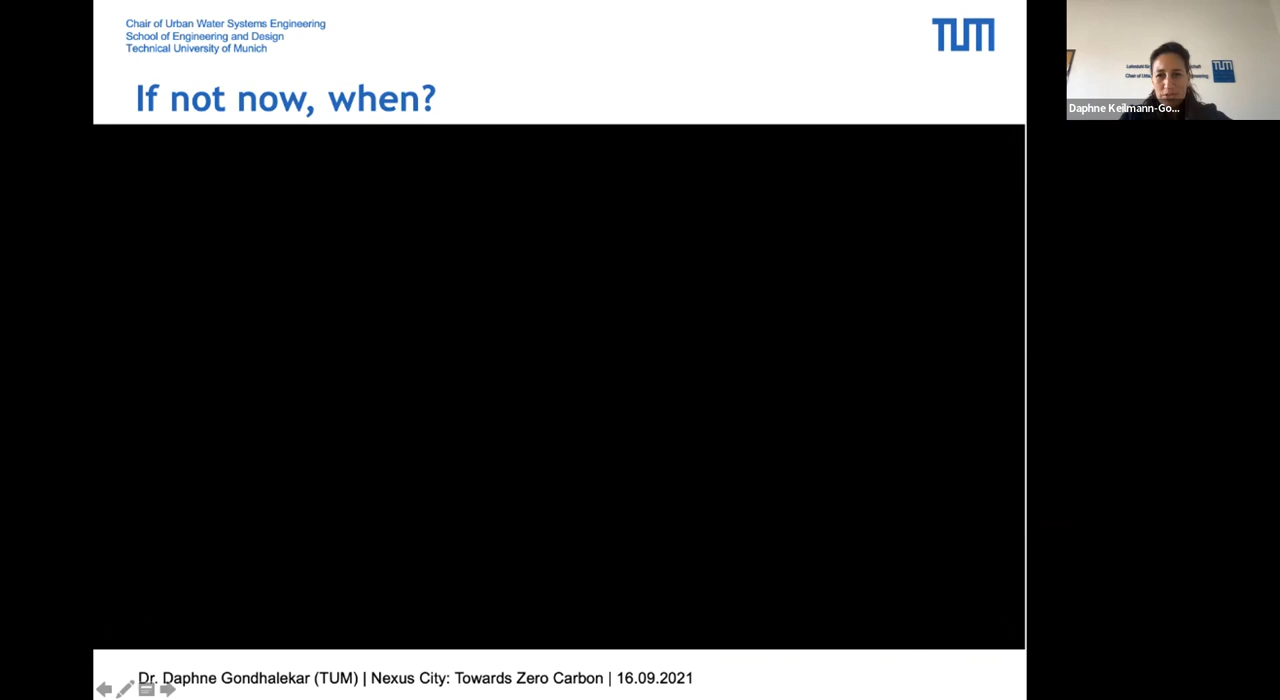 Chair of Urban Water Systems Engineering
School of Engineering and Design
Technical University of Munich
TUM
If not now, when?
TUM
Daphne Keilmann-Go...
Dr. Daphne Gondhalekar (TUM) | Nexus City: Towards Zero Carbon | 16.09.2021